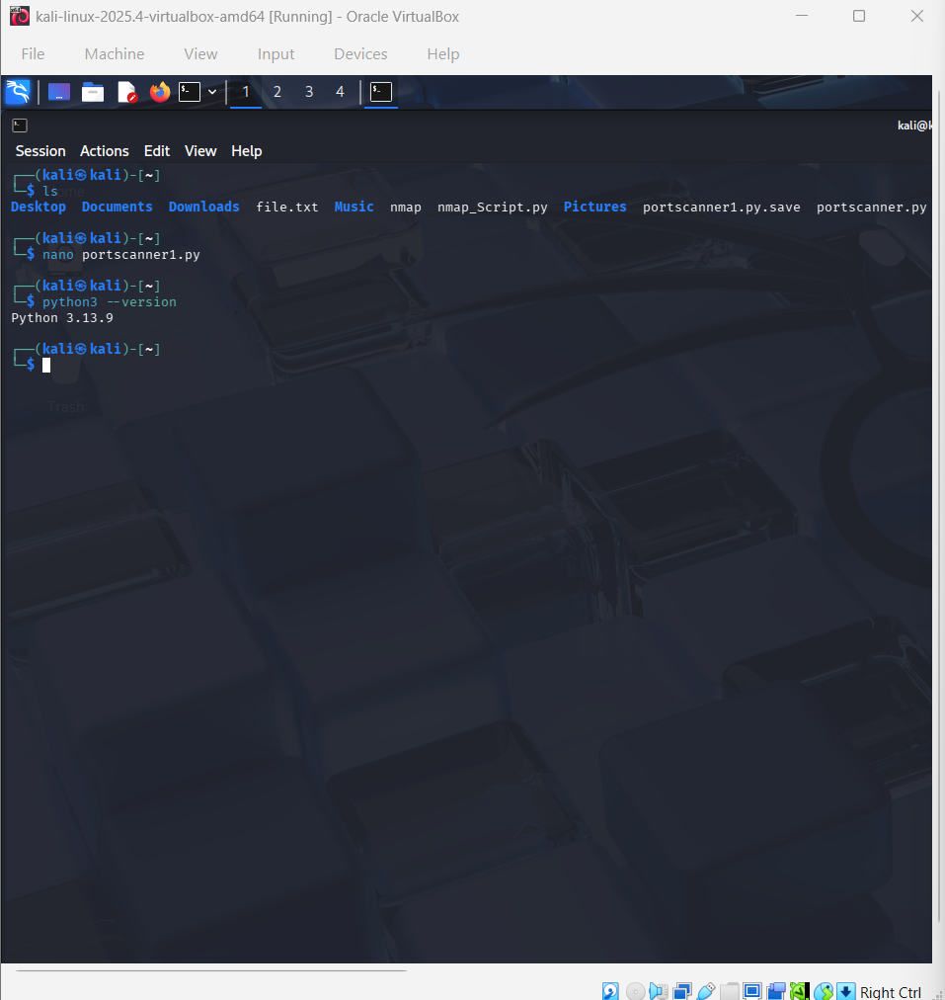 kali-linux-2025.4-virtualbox-amd64 [Running] - Oracle VirtualBox
File Machine View Input Devices Help
1 2 3 4
kali@k
Session Actions Edit View Help
┌──(kali㉿kali)-[~]
└─$ ls
Desktop Documents Downloads file.txt Music nmap nmap_Script.py Pictures portscanner1.py.save portscanner.py
┌──(kali㉿kali)-[~]
└─$ nano portscanner1.py
┌──(kali㉿kali)-[~]
└─$ python3 --version
Python 3.13.9
┌──(kali㉿kali)-[~]
└─$
Trash
Right Ctrl